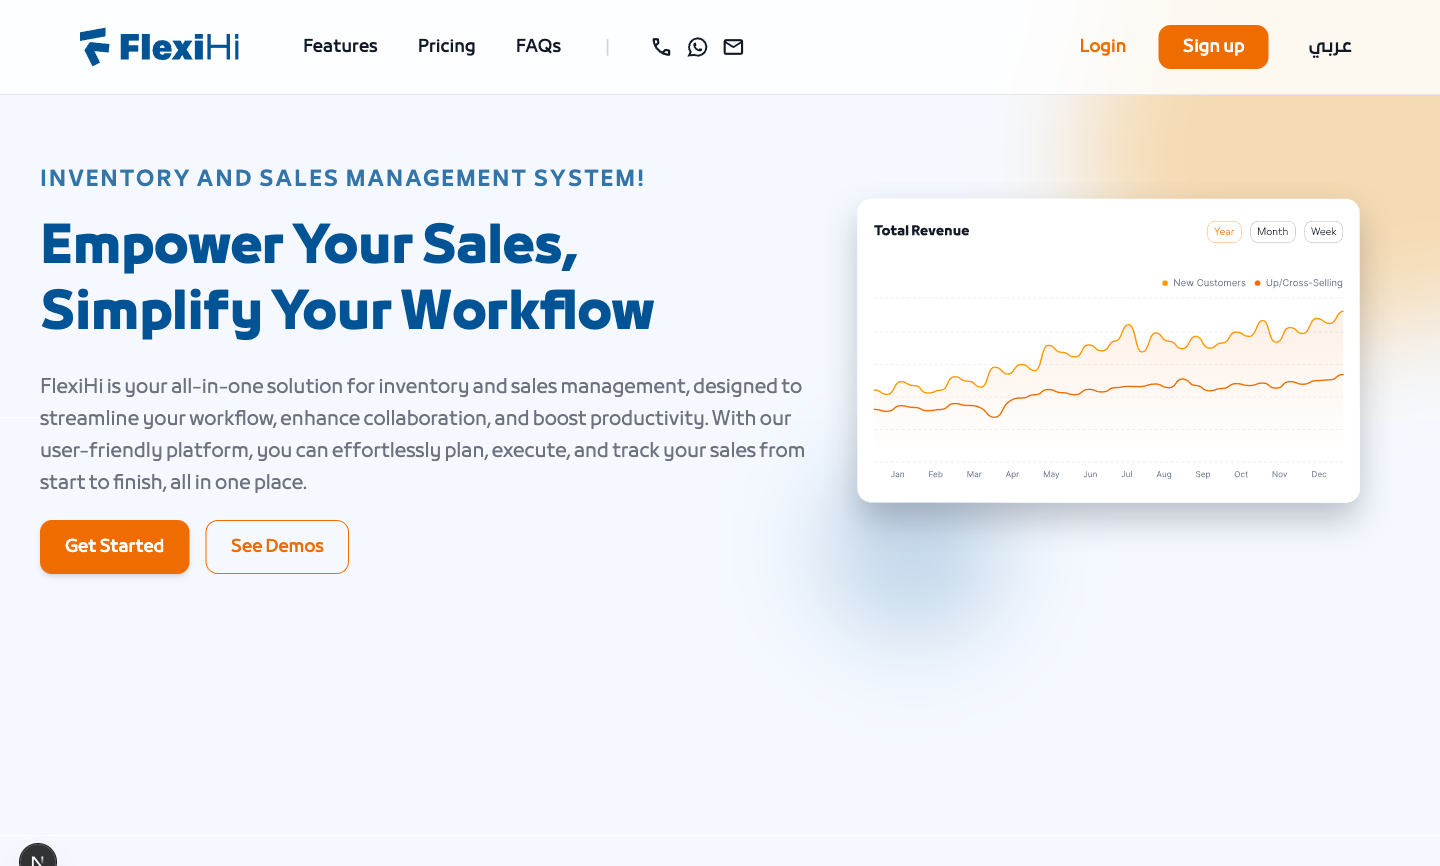 FlexiHi
Features
Pricing
FAQs
Login
Sign up
عربي
INVENTORY AND SALES MANAGEMENT SYSTEM!
Empower Your Sales,
Simplify Your Workflow
FlexiHi is your all-in-one solution for inventory and sales management, designed to
streamline your workflow, enhance collaboration, and boost productivity. With our
user-friendly platform, you can effortlessly plan, execute, and track your sales from
start to finish, all in one place.
Get Started
See Demos
Total Revenue
Year
Month
Week
New Customers
Up/Cross-Selling
Jan Feb Mar Apr May Jun Jul Aug Sep Oct Nov Dec
N